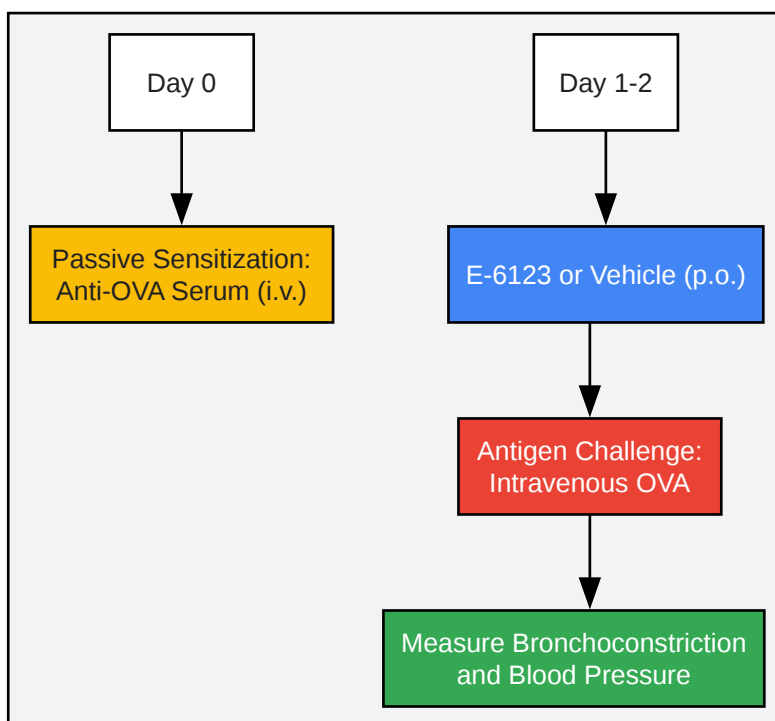 Day 0
Passive Sensitization:
Anti-OVA Serum (i.v.)
Day 1-2
E-6123 or Vehicle (p.o.)
Antigen Challenge:
Intravenous OVA
Measure Bronchoconstriction
and Blood Pressure